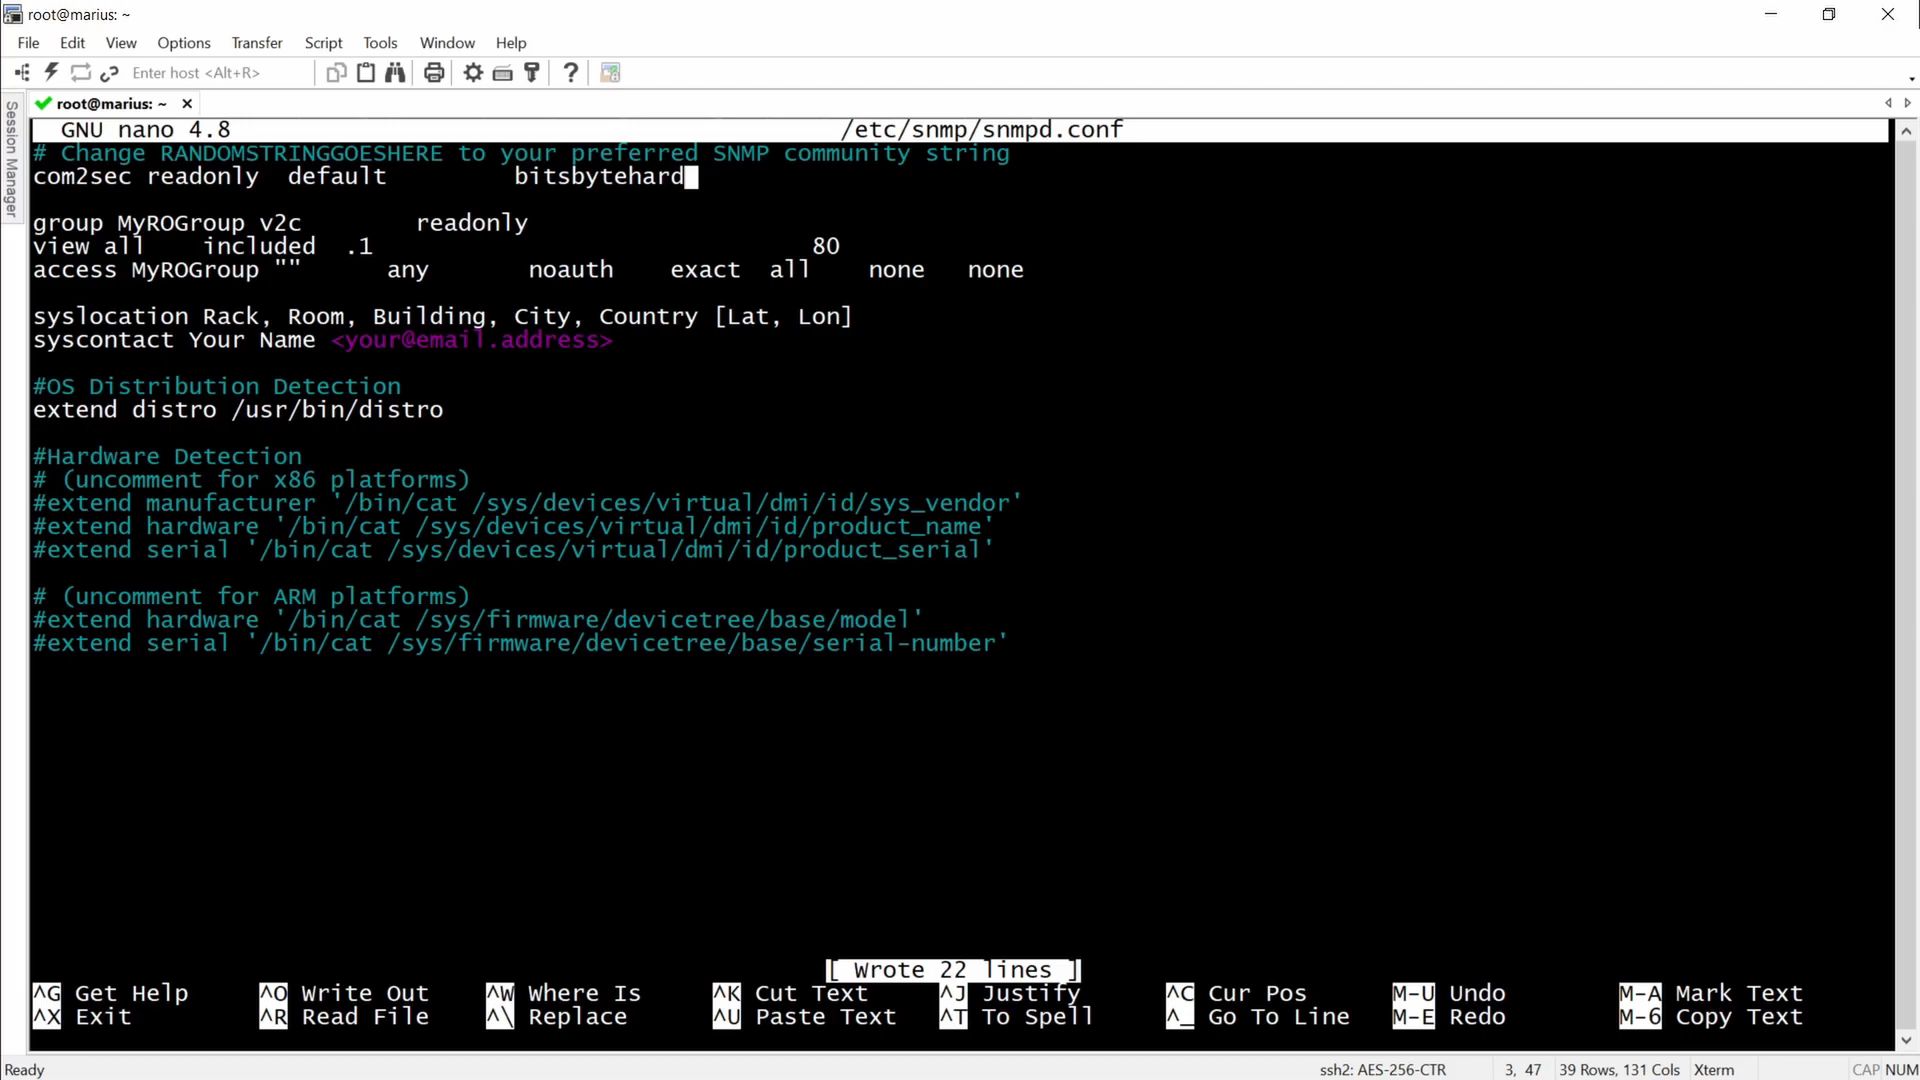 root@marius: ~
File Edit View Options Transfer Script Tools Window Help
Enter host <Alt+R>
Session Manager
root@marius: ~
GNU nano 4.8 /etc/snmp/snmpd.conf
# Change RANDOMSTRINGGOESHERE to your preferred SNMP community string
com2sec readonly default bitsbytehard
group MyROGroup v2c readonly
view all included .1 80
access MyROGroup "" any noauth exact all none none
syslocation Rack, Room, Building, City, Country [Lat, Lon]
syscontact Your Name <your@email.address>
#OS Distribution Detection
extend distro /usr/bin/distro
#Hardware Detection
# (uncomment for x86 platforms)
#extend manufacturer '/bin/cat /sys/devices/virtual/dmi/id/sys_vendor'
#extend hardware '/bin/cat /sys/devices/virtual/dmi/id/product_name'
#extend serial '/bin/cat /sys/devices/virtual/dmi/id/product_serial'
# (uncomment for ARM platforms)
#extend hardware '/bin/cat /sys/firmware/devicetree/base/model'
#extend serial '/bin/cat /sys/firmware/devicetree/base/serial-number'
[ Wrote 22 lines ]
^G Get Help ^O Write Out ^W Where Is ^K Cut Text ^J Justify ^C Cur Pos M-U Undo M-A Mark Text
^X Exit ^R Read File ^\ Replace ^U Paste Text ^T To Spell ^_ Go To Line M-E Redo M-6 Copy Text
Ready ssh2: AES-256-CTR 3, 47 39 Rows, 131 Cols Xterm CAP NUM